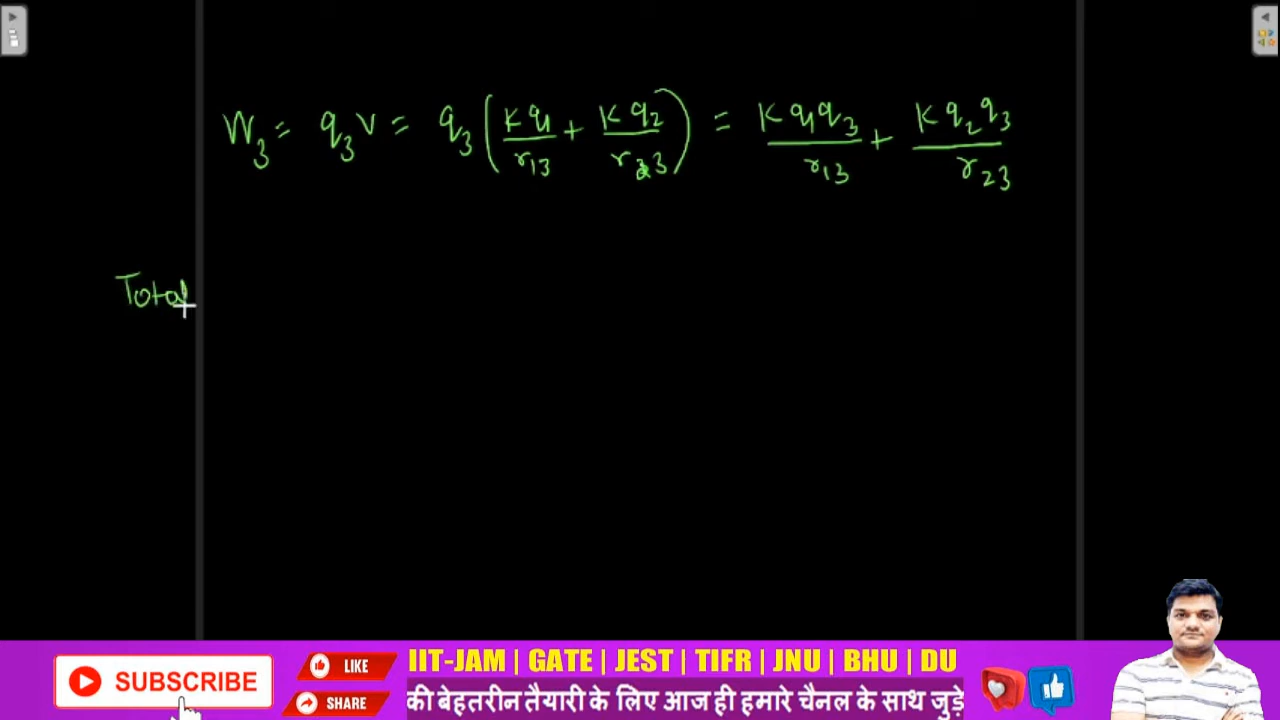 W₃ = q₃V = q₃(Kq₁/r₁₃ + Kq₂/r₂₃) = Kq₁q₃/r₁₃ + Kq₂q₃/r₂₃
Total
SUBSCRIBE
LIKE
SHARE
IIT-JAM | GATE | JEST | TIFR | JNU | BHU | DU
की बेहतरीन तैयारी के लिए आज ही हमारे चैनल के साथ जुड़े